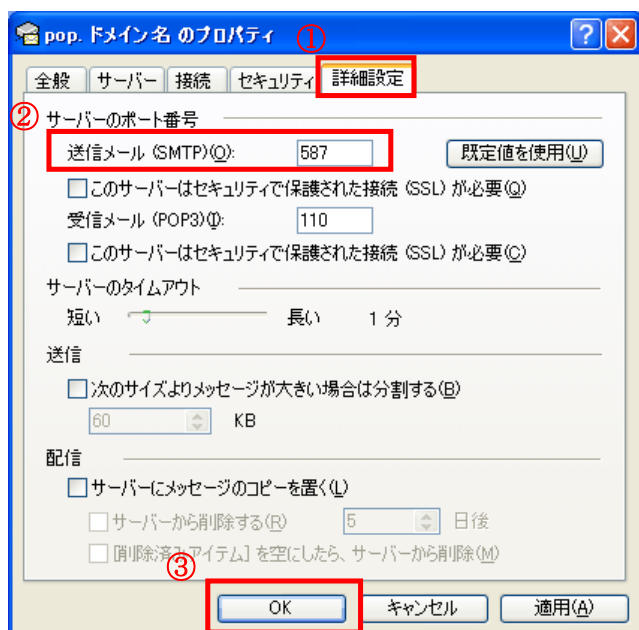 pop. ドメイン名 のプロパティ
①
全般 サーバー 接続 セキュリティ 詳細設定
②
サーバーのポート番号
送信メール (SMTP)(O): 587 既定値を使用(U)
このサーバーはセキュリティで保護された接続 (SSL) が必要(Q)
受信メール (POP3)(I): 110
このサーバーはセキュリティで保護された接続 (SSL) が必要(C)
サーバーのタイムアウト
短い 長い 1 分
送信
次のサイズよりメッセージが大きい場合は分割する(B)
60 KB
配信
サーバーにメッセージのコピーを置く(L)
サーバーから削除する(R) 5 日後
[削除済みアイテム] を空にしたら、サーバーから削除(M)
③
OK キャンセル 適用(A)